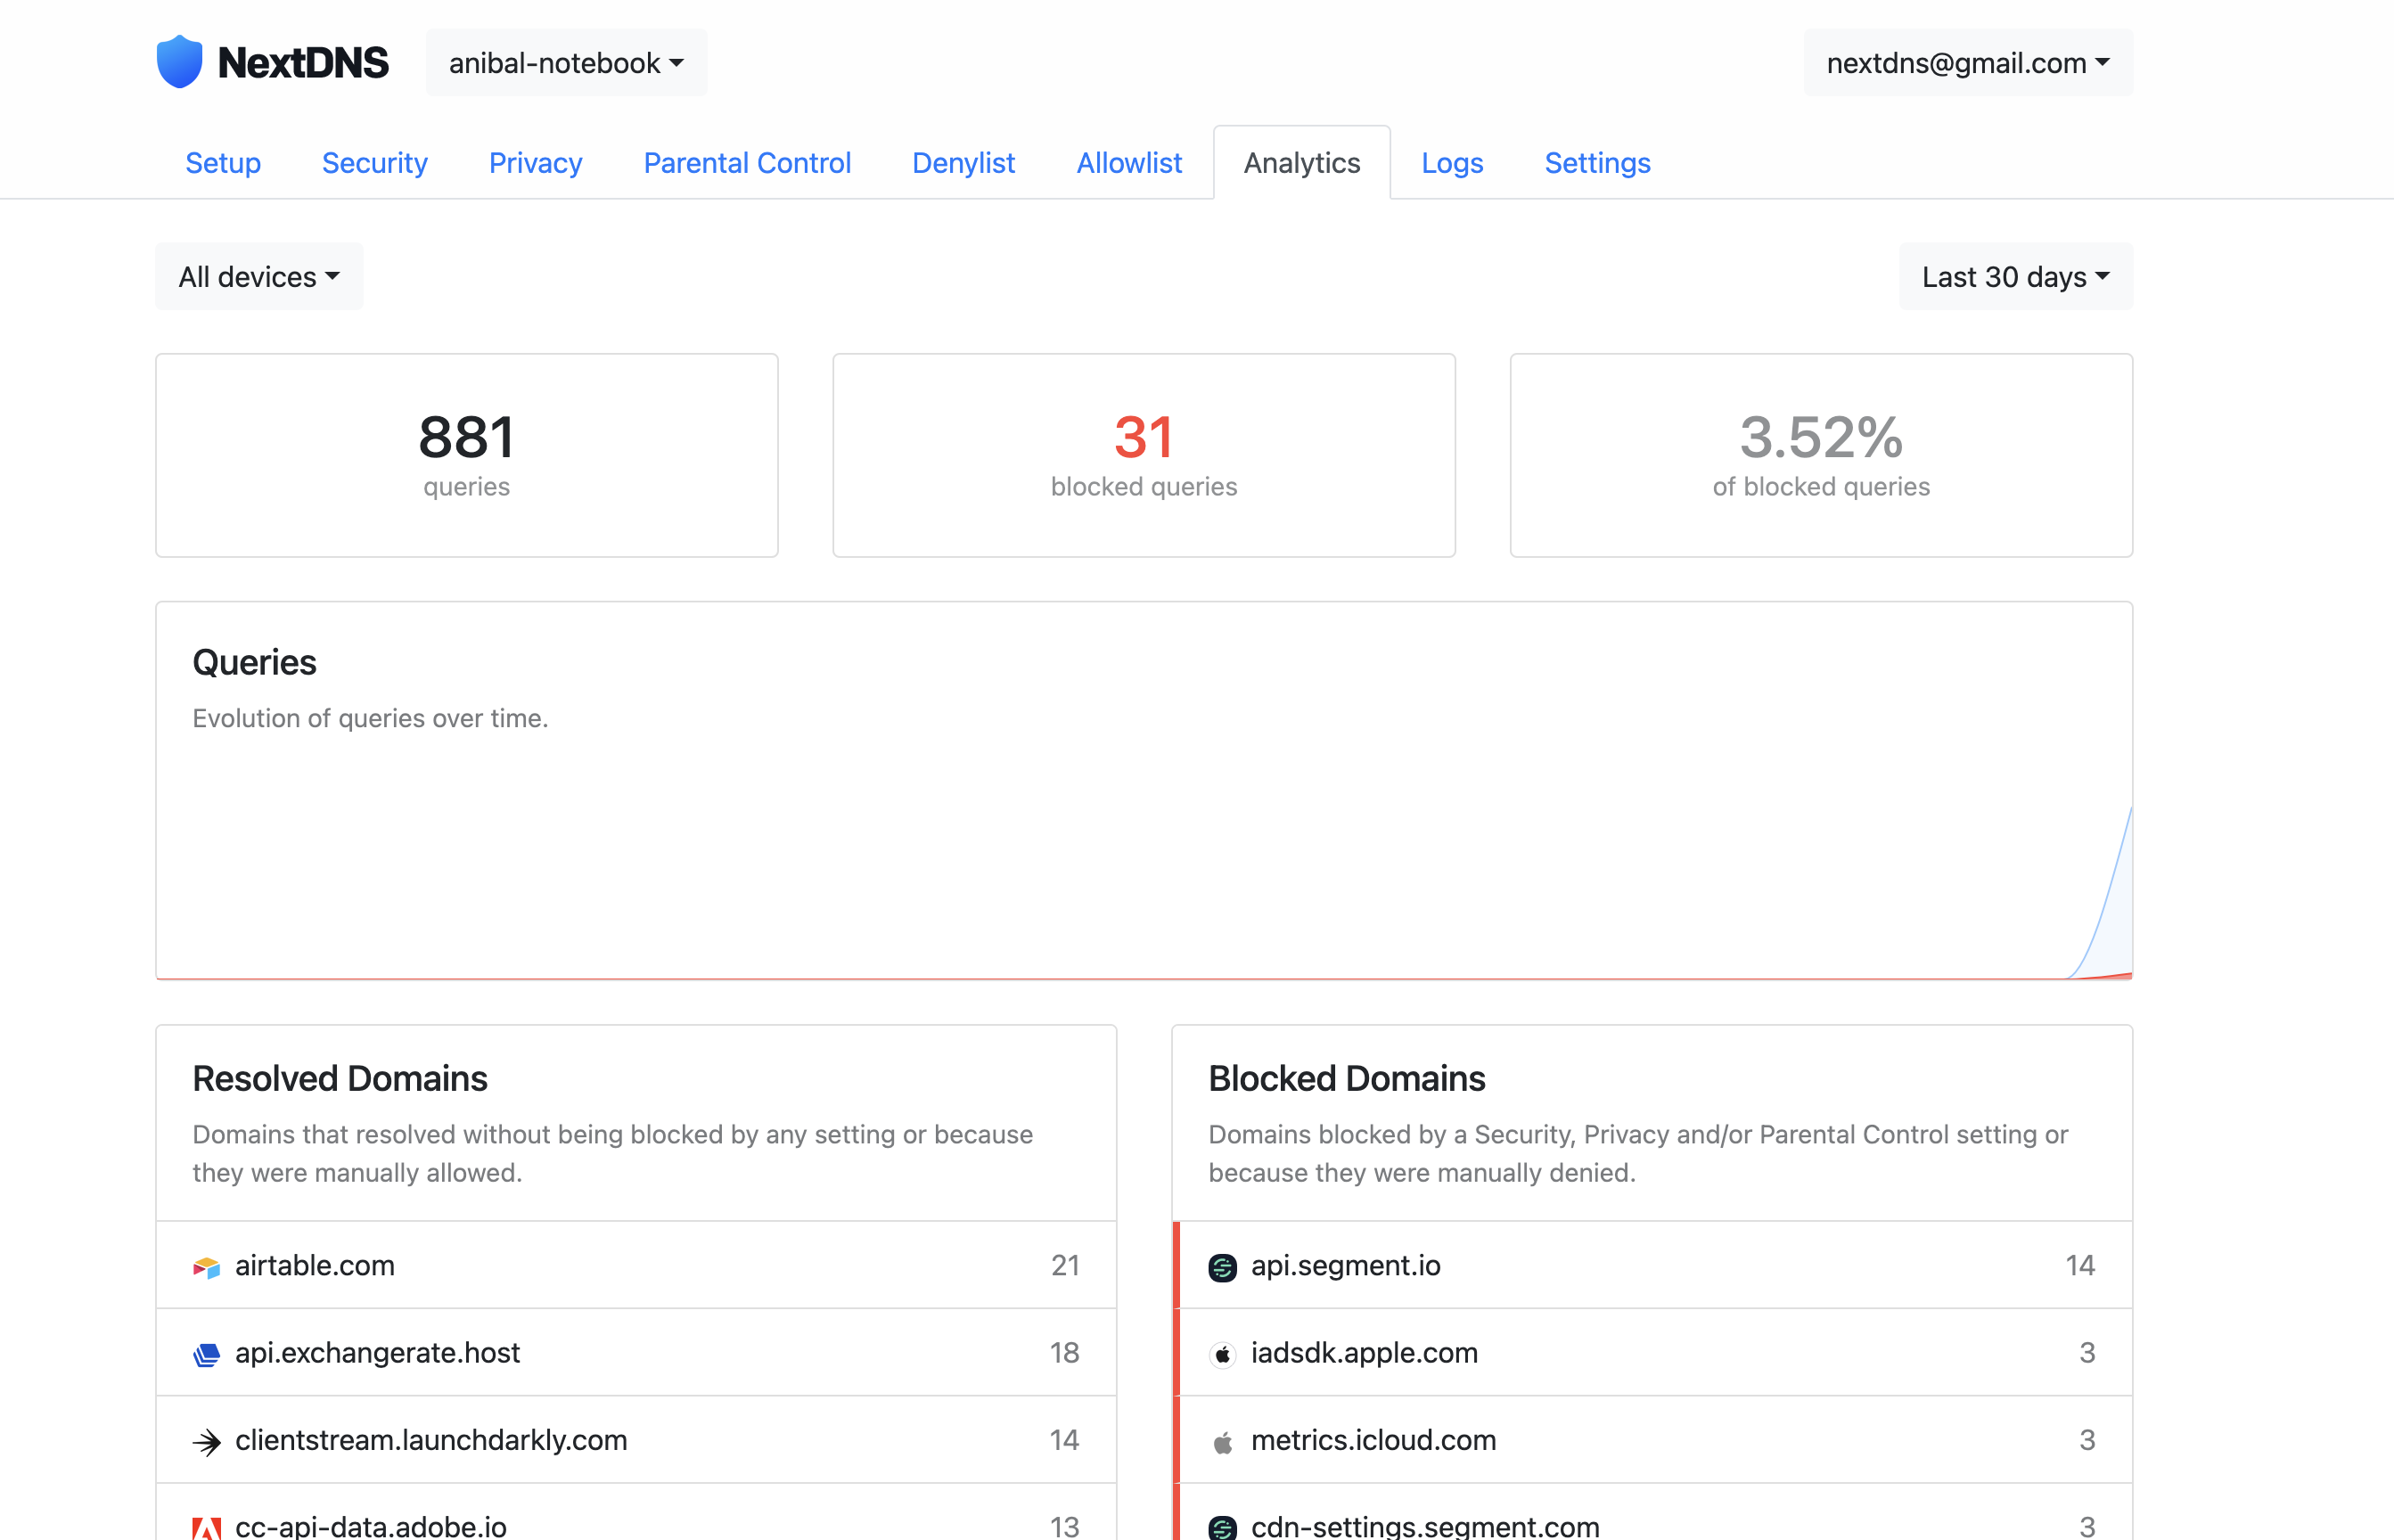 NextDNS
anibal-notebook
nextdns@gmail.com
Setup
Security
Privacy
Parental Control
Denylist
Allowlist
Analytics
Logs
Settings
All devices
Last 30 days
881
queries
31
blocked queries
3.52%
of blocked queries
Queries
Evolution of queries over time.
Resolved Domains
Domains that resolved without being blocked by any setting or because
they were manually allowed.
airtable.com 21
api.exchangerate.host 18
clientstream.launchdarkly.com 14
cc-api-data.adobe.io 13
Blocked Domains
Domains blocked by a Security, Privacy and/or Parental Control setting or
because they were manually denied.
api.segment.io 14
iadsdk.apple.com 3
metrics.icloud.com 3
cdn-settings.segment.com 3